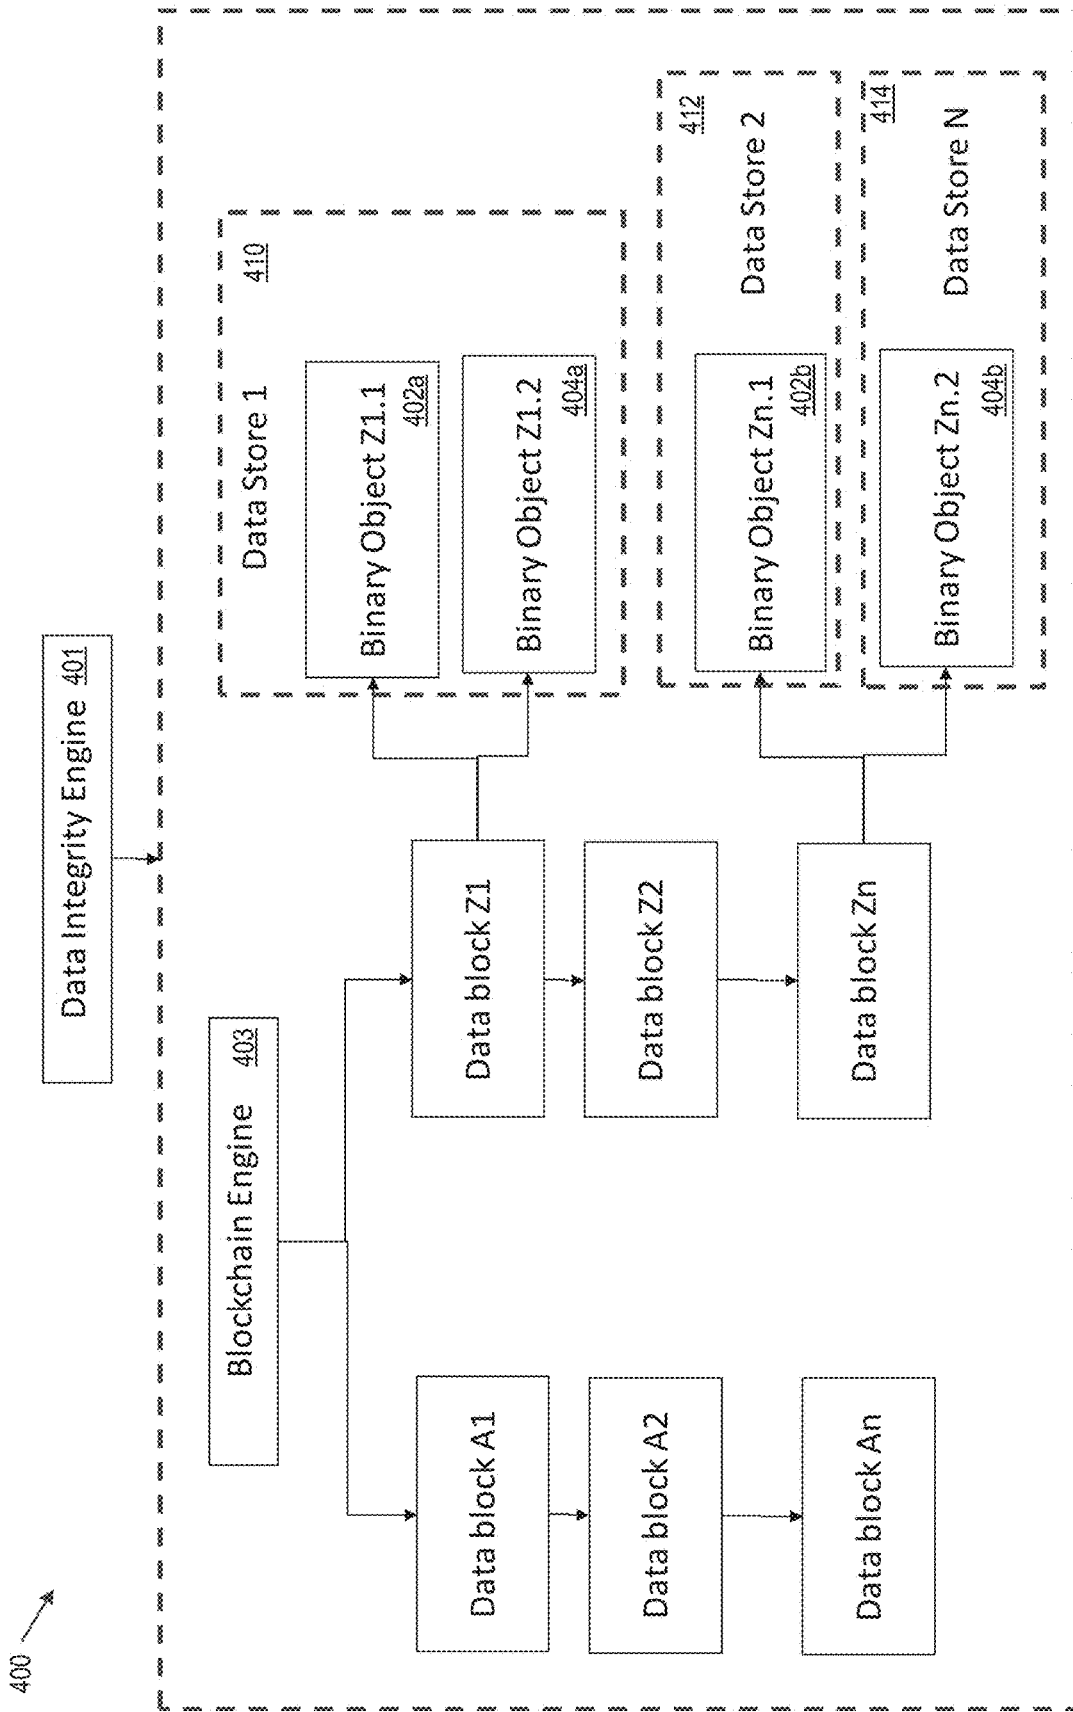 400
Data Integrity Engine 401
Blockchain Engine 403
Data block A1
Data block A2
Data block An
Data block Z1
Data block Z2
Data block Zn
Data Store 1 410
Binary Object Z1.1
402a
Binary Object Z1.2
404a
412
Data Store 2
Binary Object Zn.1
402b
414
Data Store N
Binary Object Zn.2
404b